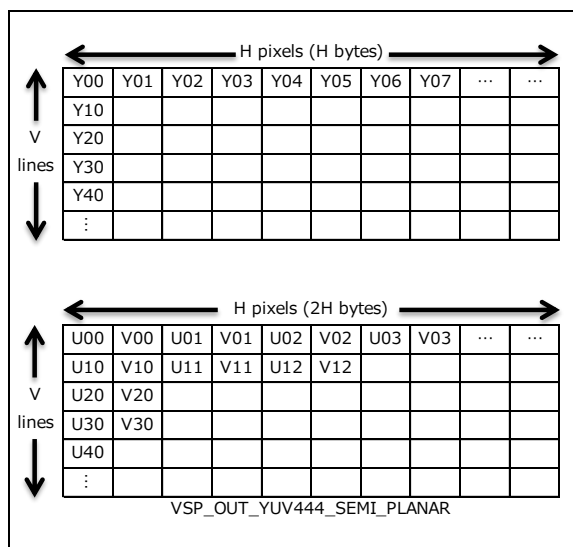 H pixels (H bytes)
Y00 Y01 Y02 Y03 Y04 Y05 Y06 Y07 … …
Y10
V
Y20
lines
Y30
Y40
⋮
H pixels (2H bytes)
U00 V00 U01 V01 U02 V02 U03 V03 … …
U10 V10 U11 V11 U12 V12
V
U20 V20
lines
U30 V30
U40
⋮
VSP_OUT_YUV444_SEMI_PLANAR